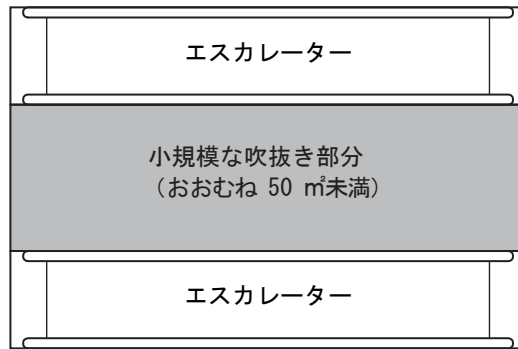 エスカレーター
小規模な吹抜き部分
（おおむね 50 ㎡未満）
エスカレーター